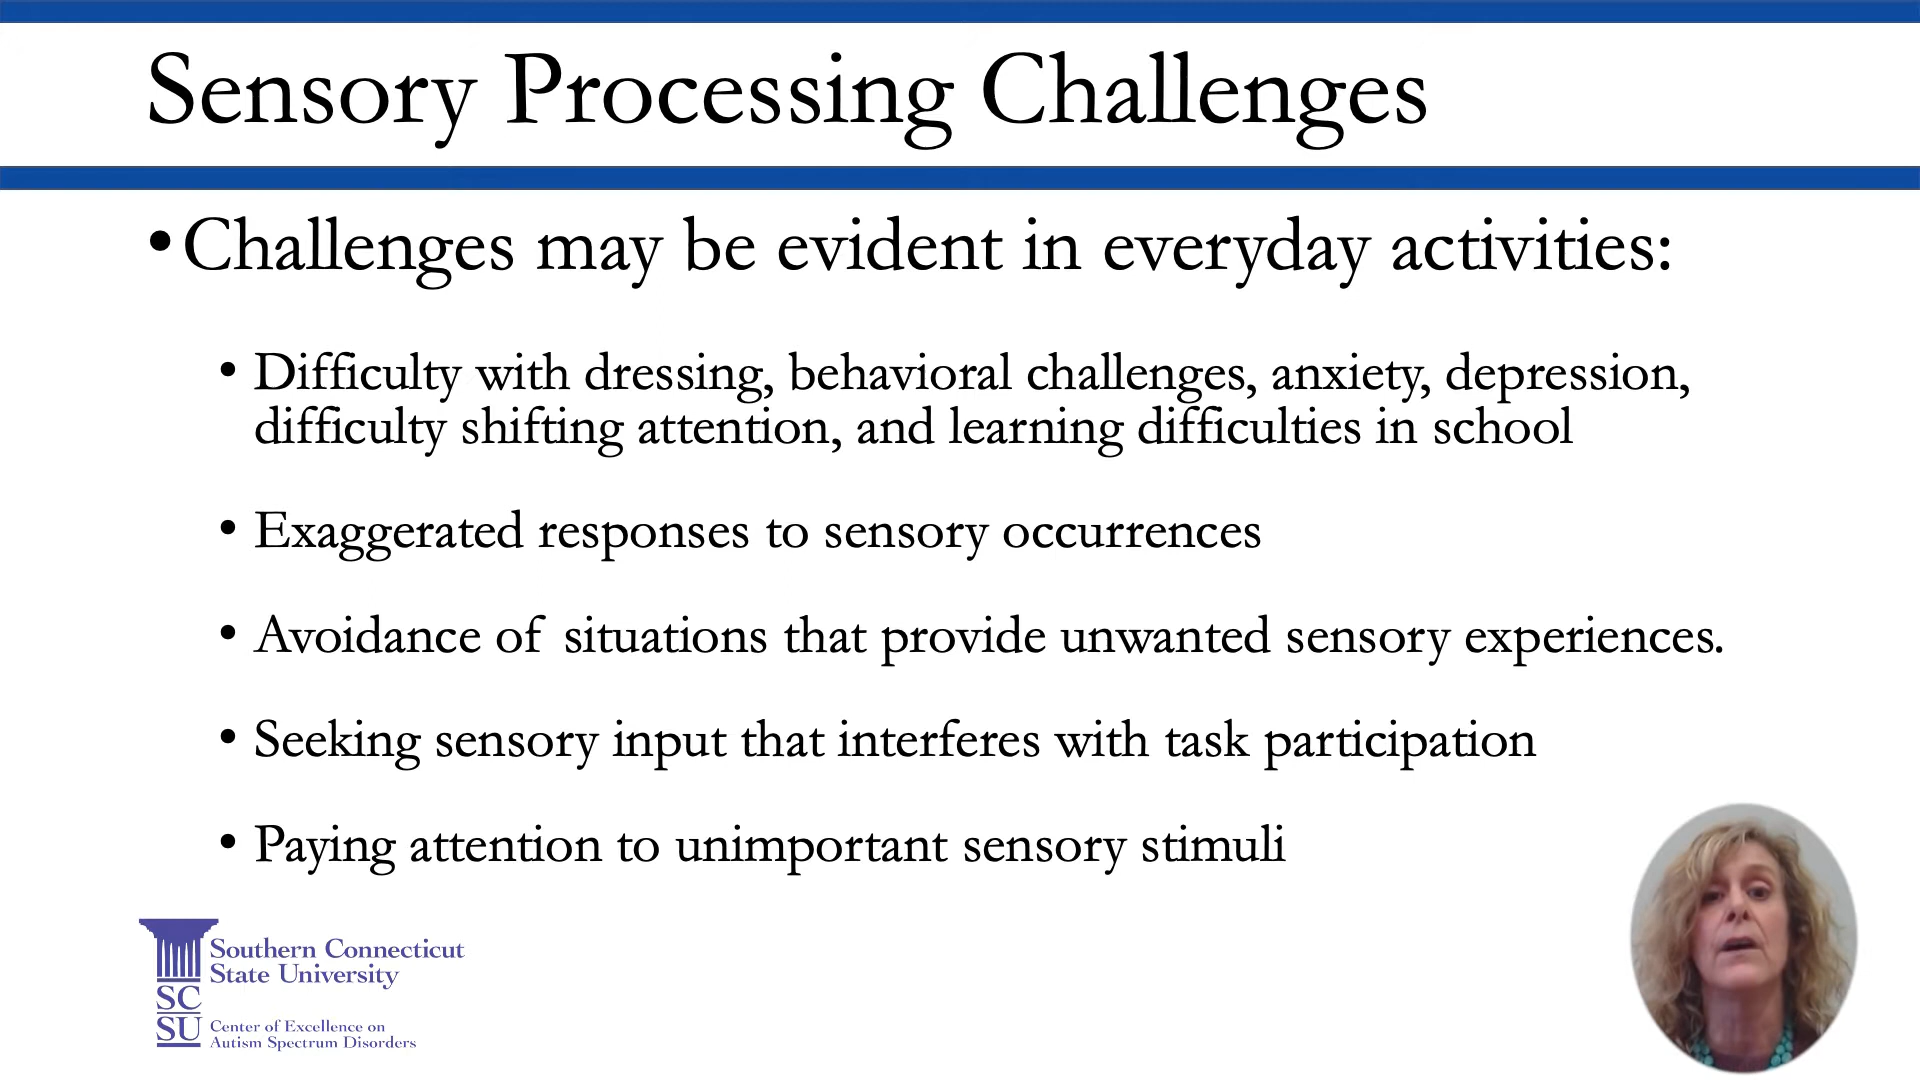 Sensory Processing Challenges
• Challenges may be evident in everyday activities:
• Difficulty with dressing, behavioral challenges, anxiety, depression,
difficulty shifting attention, and learning difficulties in school
• Exaggerated responses to sensory occurrences
• Avoidance of situations that provide unwanted sensory experiences.
• Seeking sensory input that interferes with task participation
• Paying attention to unimportant sensory stimuli
Southern Connecticut
State University
SC
SU
Center of Excellence on
Autism Spectrum Disorders